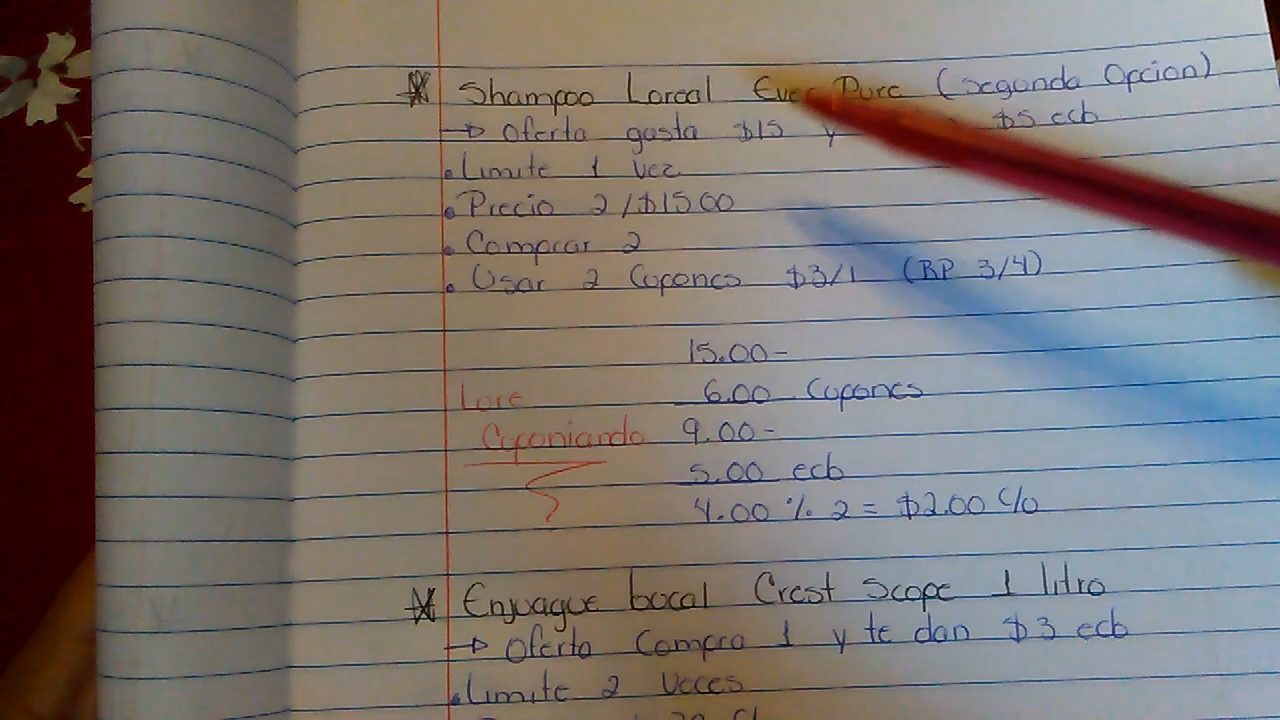 * Shampoo Loreal Ever Pure (segunda Opcion)
→ Oferta gasta $15 y $5 ecb
• Limite 1 vez
• Precio 2/$15.00
• Comprar 2
• Usar 2 Cupones $3/1 (RP 3/4)
15.00-
6.00 Cupones
Lore
Cuponiando 9.00-
5.00 ecb
4.00 % 2 = $2.00 C/o
* Enjuague bocal Crest Scope 1 litro
→ Oferta Compra 1 y te dan $3 ecb
• Limite 2 Veces